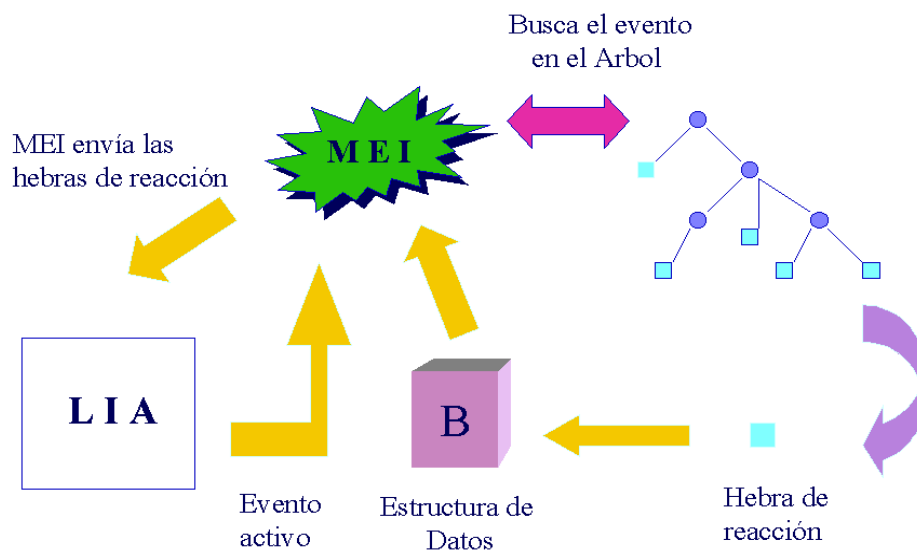 Busca el evento
en el Arbol
MEI envía las
hebras de reacción
M E I
L I A
B
Evento
activo
Estructura de
Datos
Hebra de
reacción